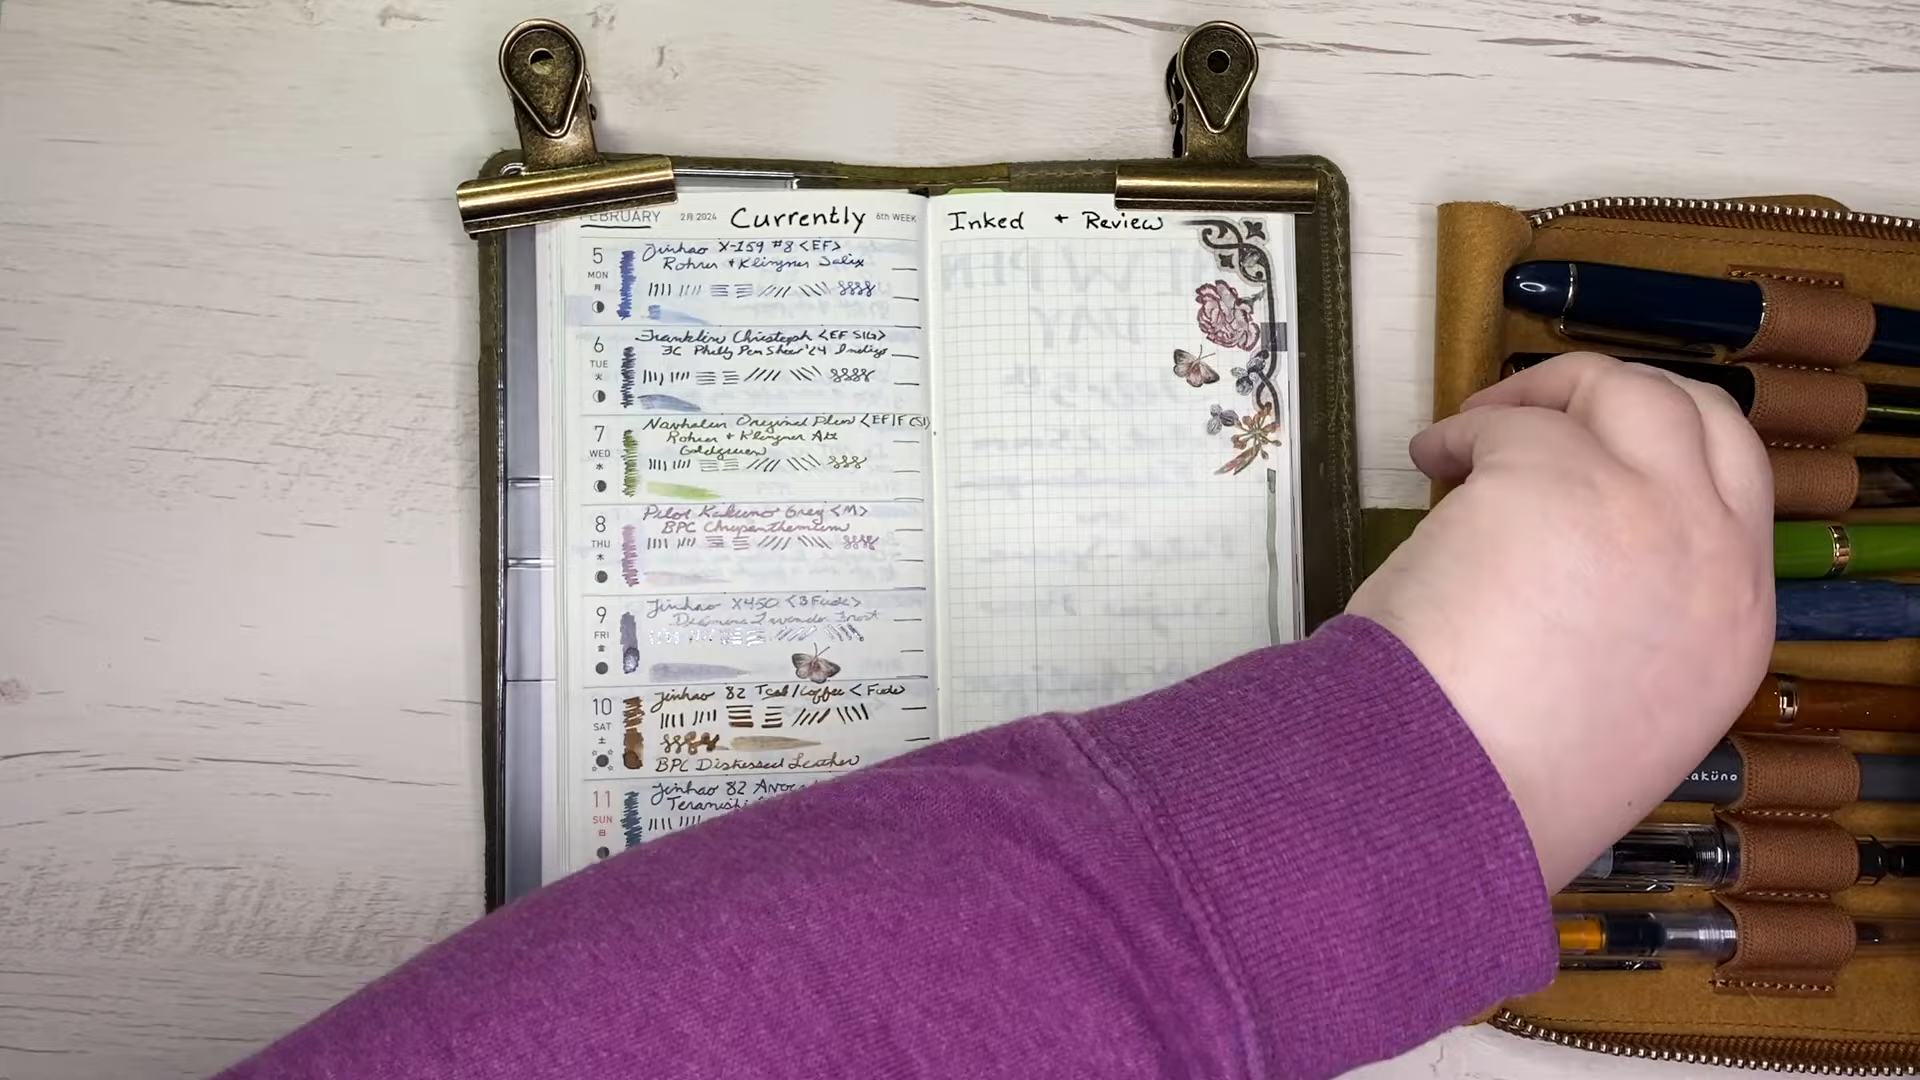 FEBRUARY 2月 2024 Currently 6th WEEK
Inked + Review
5 MON 月
Jinhao X-159 #8 <EF>
Rohrer + Klingner Salix
6 TUE 火
Franklin Christoph <EF SIG>
3C Philly Pen Show '24 Indigo
7 WED 水
Narwhal Original Plus <EF/F CSI>
Rohrer + Klingner Alt
Goldgruen
8 THU 木
Pilot Kakuno Grey <M>
BPC Chrysanthemum
9 FRI 金
Jinhao X450 <B Fude>
Diamine Lavender Frost
10 SAT 土
Jinhao 82 Teal/Coffee <Fude>
BPC Distressed Leather
11 SUN 日
Jinhao 82
kaküno